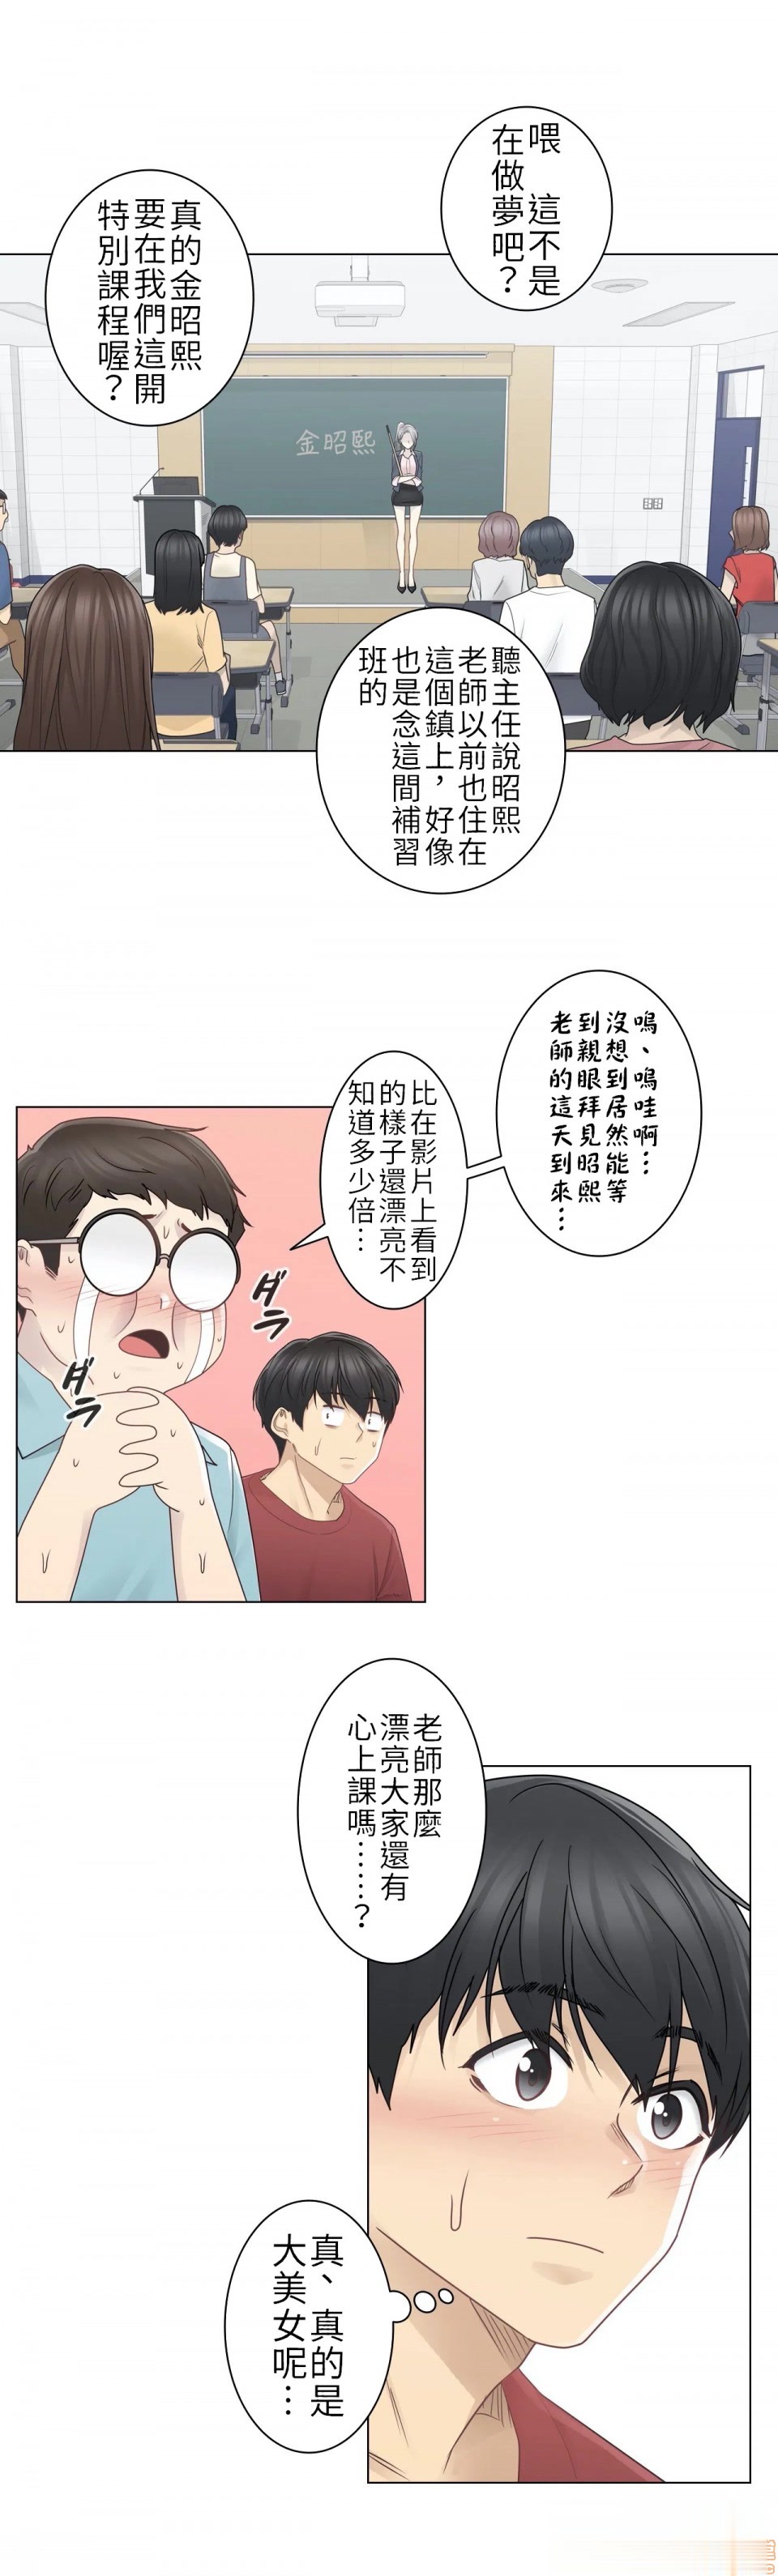 喂 這不是
在做夢吧？
真的金昭熙
要在我們這開
特別課程喔？
金昭熙
聽主任說昭熙
老師以前也住在
這個鎮上，好像
也是念這間補習
班的
嗚、嗚哇啊…
沒想到居然能等
到親眼拜見昭熙
老師的這天到來…
比在影片上看到
的樣子還漂亮不
知道多少倍…
ダラ
ダラ
老師那麼
漂亮大家還有
心上課嗎……？
真、真的是
大美女呢…